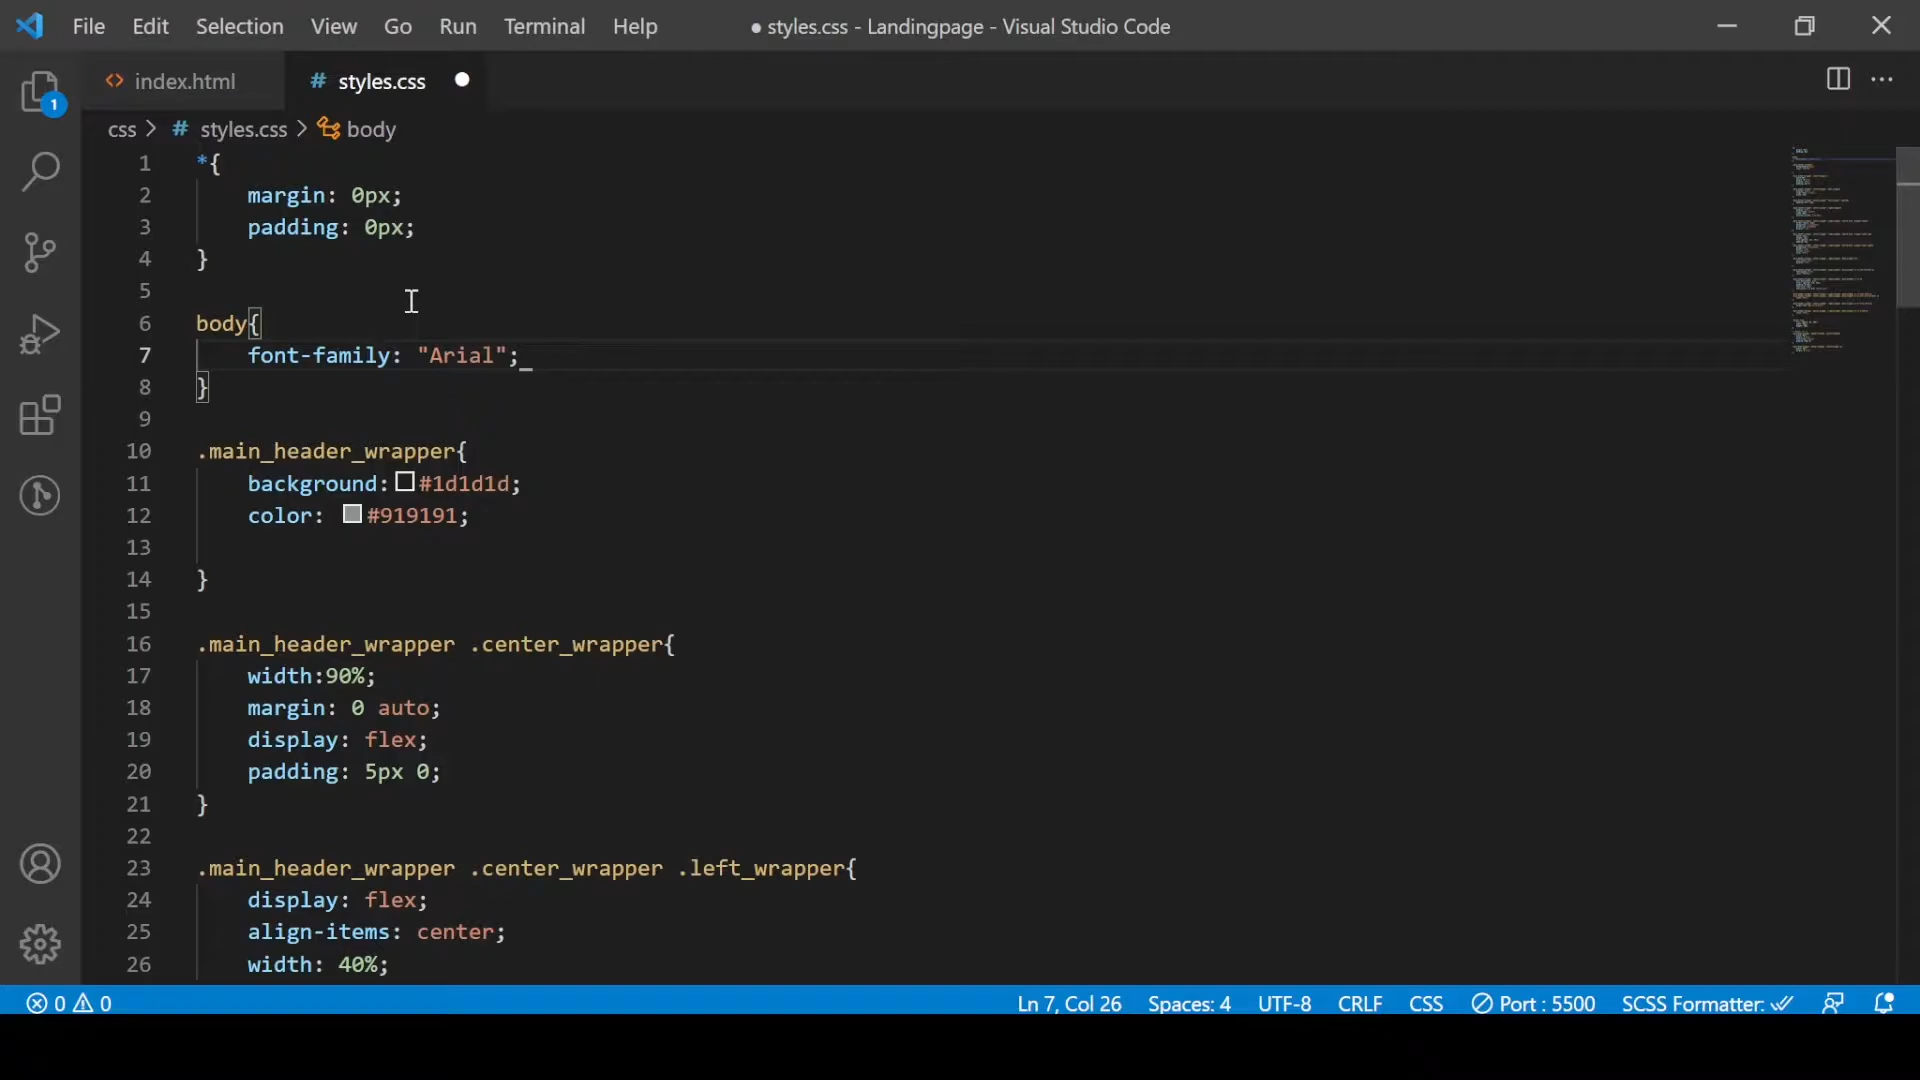 File Edit Selection View Go Run Terminal Help ● styles.css - Landingpage - Visual Studio Code
<> index.html # styles.css ●
1
css > # styles.css > body
1 *{
2 margin: 0px;
3 padding: 0px;
4 }
5
6 body{
7 font-family: "Arial";
8 }
9
10 .main_header_wrapper{
11 background: #1d1d1d;
12 color: #919191;
13
14 }
15
16 .main_header_wrapper .center_wrapper{
17 width:90%;
18 margin: 0 auto;
19 display: flex;
20 padding: 5px 0;
21 }
22
23 .main_header_wrapper .center_wrapper .left_wrapper{
24 display: flex;
25 align-items: center;
26 width: 40%;
0 0 Ln 7, Col 26 Spaces: 4 UTF-8 CRLF CSS Port : 5500 SCSS Formatter: